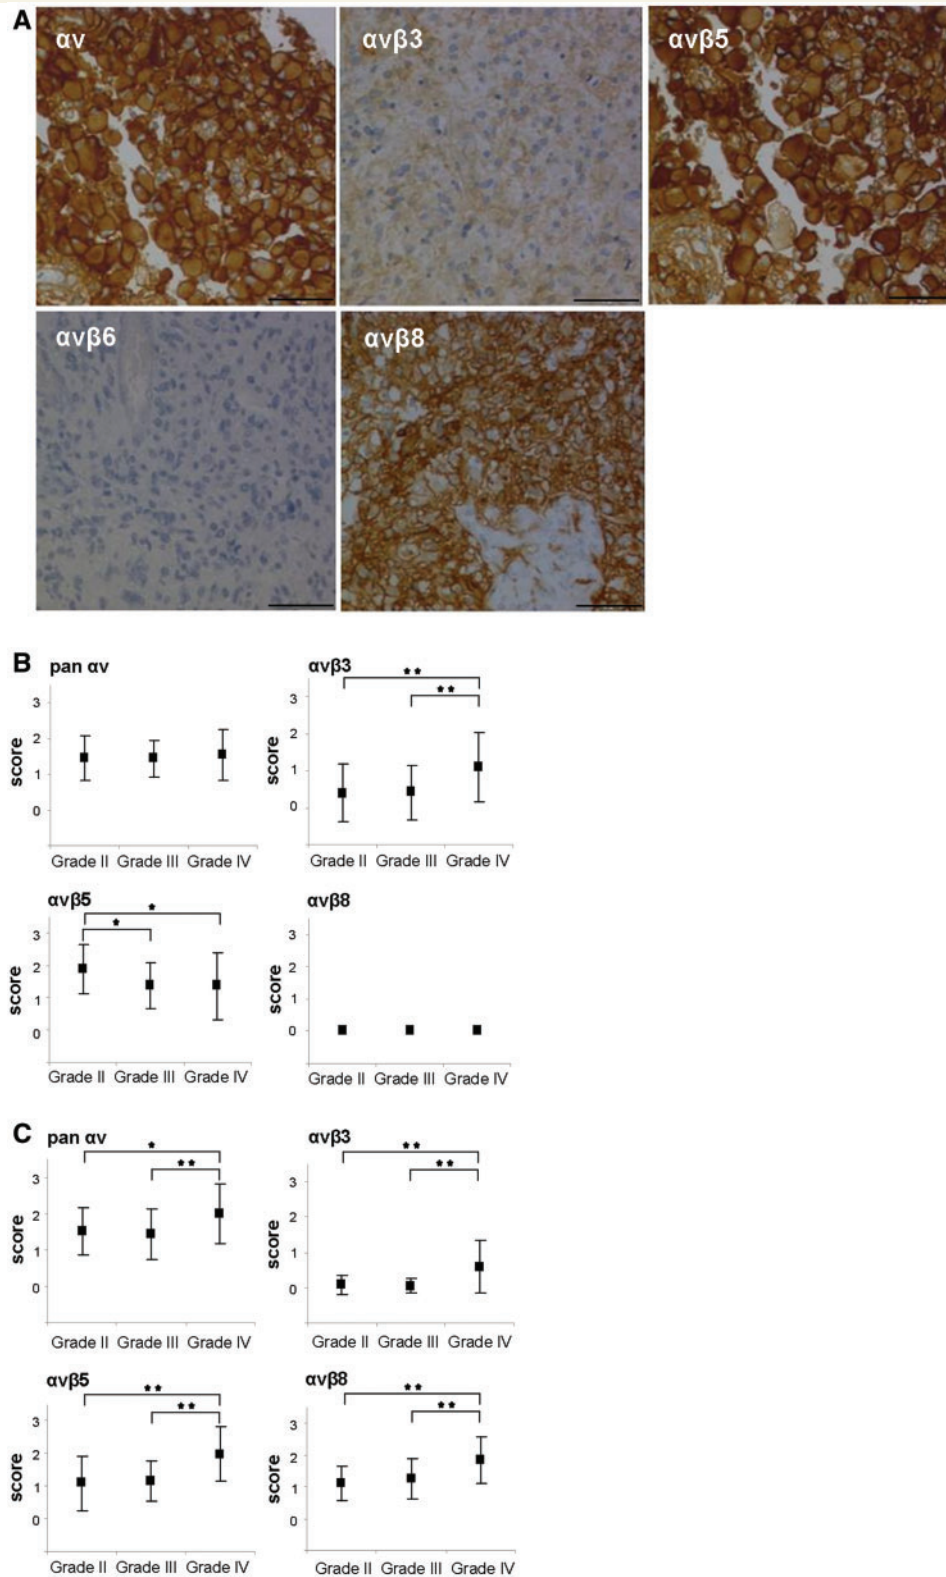 A
αv
αvβ3
αvβ5
αvβ6
αvβ8
B
pan αv
**
**
3
2
1
0
score
Grade II Grade III Grade IV
αvβ3
3
2
1
0
score
Grade II Grade III Grade IV
αvβ5
*
*
3
2
1
0
score
Grade II Grade III Grade IV
αvβ8
3
2
1
0
score
Grade II Grade III Grade IV
C
pan αv
*
**
3
2
1
0
score
Grade II Grade III Grade IV
αvβ3
**
**
3
2
1
0
score
Grade II Grade III Grade IV
αvβ5
**
**
3
2
1
0
score
Grade II Grade III Grade IV
αvβ8
**
**
3
2
1
0
score
Grade II Grade III Grade IV